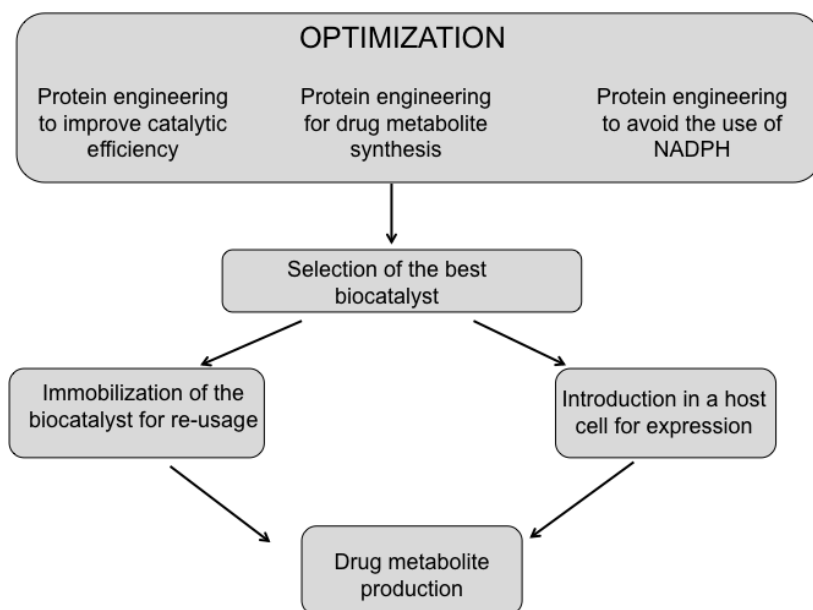 OPTIMIZATION
Protein engineering
to improve catalytic
efficiency
Protein engineering
for drug metabolite
synthesis
Protein engineering
to avoid the use of
NADPH
Selection of the best
biocatalyst
Immobilization of the
biocatalyst for re-usage
Introduction in a host
cell for expression
Drug metabolite
production